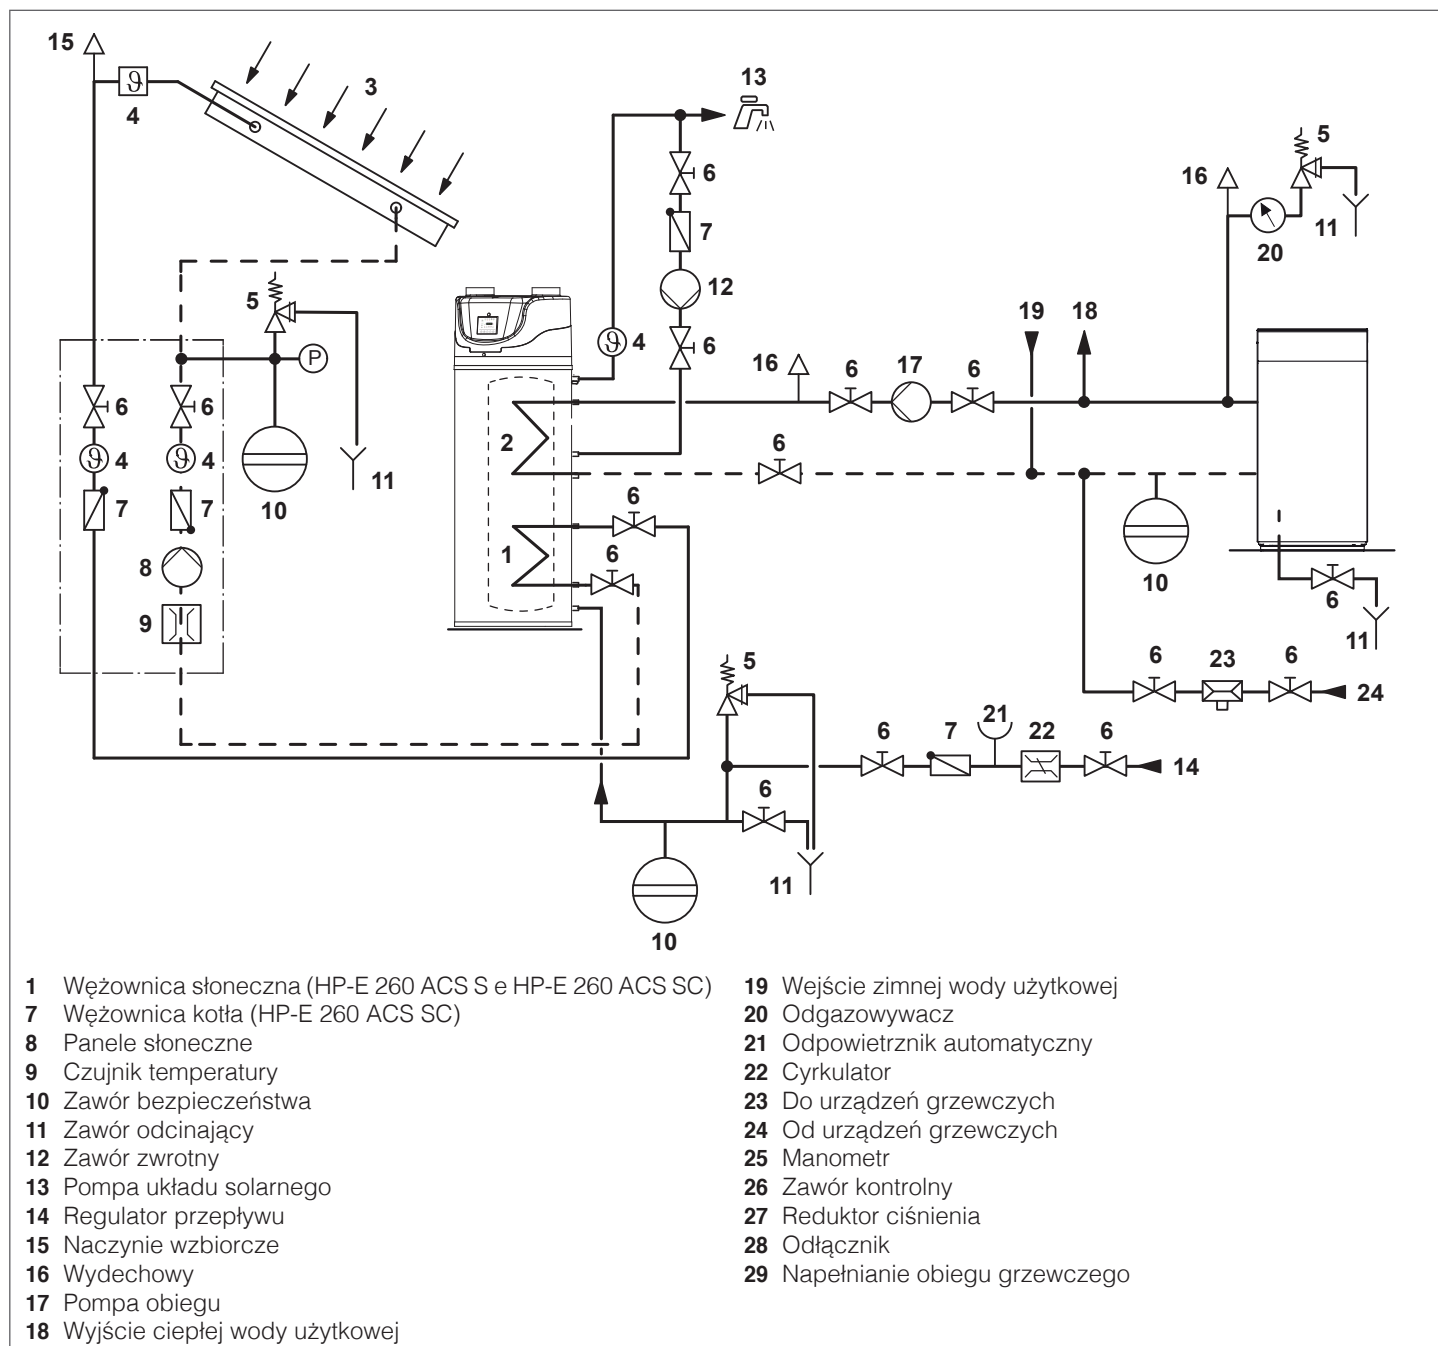 15
3
4
13
5
16
6
11
20
7
5
12
19
18
4
P
6
16
6
17
6
6
6
2
4
4
6
11
10
7
7
6
1
6
8
10
6
9
11
5
6
23
6
24
21
6
7
22
6
14
6
11
10
1 Wężownica słoneczna (HP-E 260 ACS S e HP-E 260 ACS SC)
7 Wężownica kotła (HP-E 260 ACS SC)
8 Panele słoneczne
9 Czujnik temperatury
10 Zawór bezpieczeństwa
11 Zawór odcinający
12 Zawór zwrotny
13 Pompa układu solarnego
14 Regulator przepływu
15 Naczynie wzbiorcze
16 Wydechowy
17 Pompa obiegu
18 Wyjście ciepłej wody użytkowej
19 Wejście zimnej wody użytkowej
20 Odgazowywacz
21 Odpowietrznik automatyczny
22 Cyrkulator
23 Do urządzeń grzewczych
24 Od urządzeń grzewczych
25 Manometr
26 Zawór kontrolny
27 Reduktor ciśnienia
28 Odłącznik
29 Napełnianie obiegu grzewczego